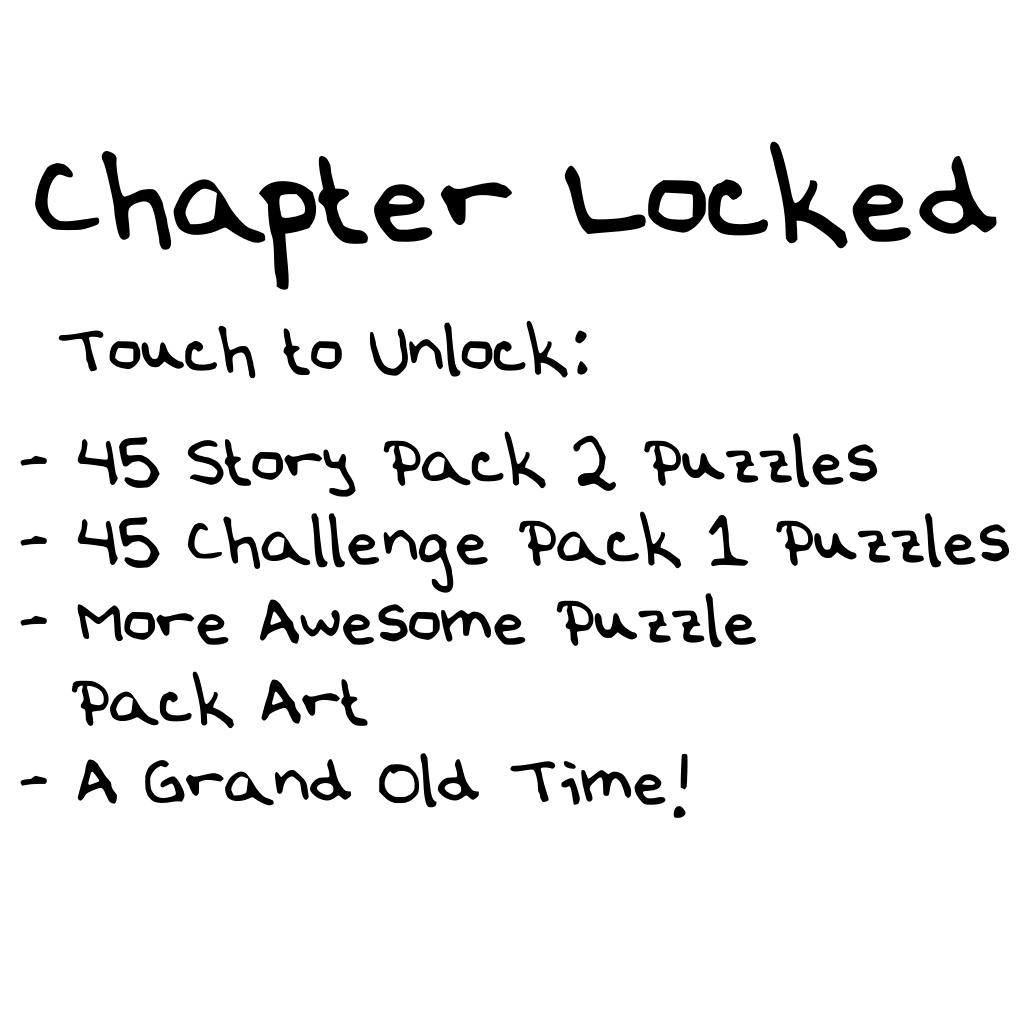 Chapter Locked
Touch to Unlock:
- 45 Story Pack 2 Puzzles
- 45 Challenge Pack 1 Puzzles
- More Awesome Puzzle
Pack Art
- A Grand Old Time!